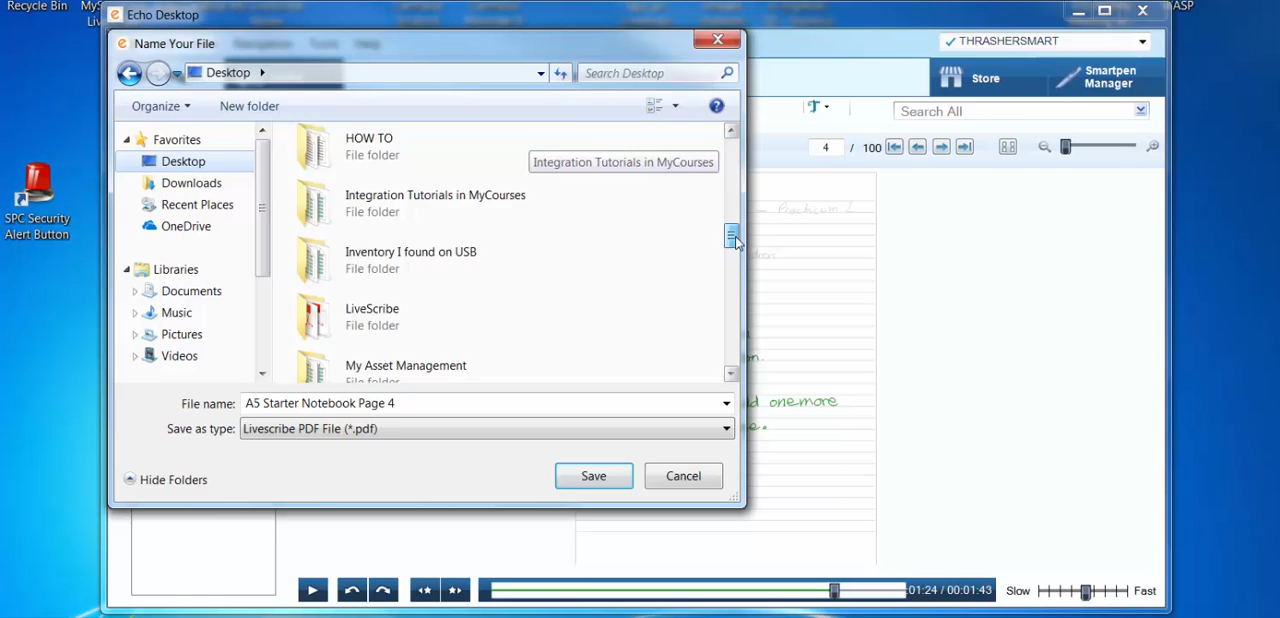 Recycle Bin
Echo Desktop
Name Your File
THRASHERSMART
Desktop
Search Desktop
Store
Smartpen
Manager
Organize
New folder
Search All
Favorites
Desktop
Downloads
Recent Places
OneDrive
Libraries
Documents
Music
Pictures
Videos
HOW TO
File folder
Integration Tutorials in MyCourses
Integration Tutorials in MyCourses
File folder
Inventory I found on USB
File folder
LiveScribe
File folder
My Asset Management
File folder
4 / 100
Practicum
one more
SPC Security
Alert Button
File name: A5 Starter Notebook Page 4
Save as type: Livescribe PDF File (*.pdf)
Hide Folders
Save
Cancel
01:24 / 00:01:43
Slow
Fast